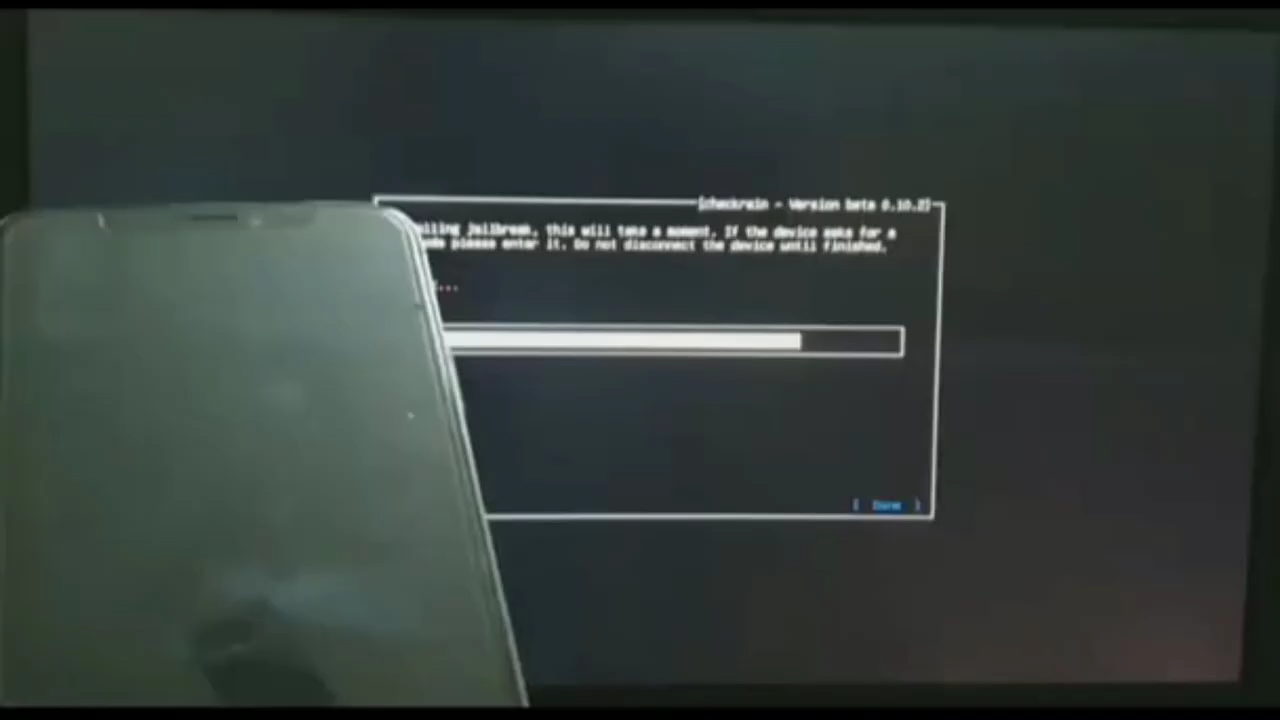 [checkra1n - Version beta 0.10.2]
alling jailbreak, this will take a moment. If the device asks for a
ode please enter it. Do not disconnect the device until finished.
...
[ Done ]